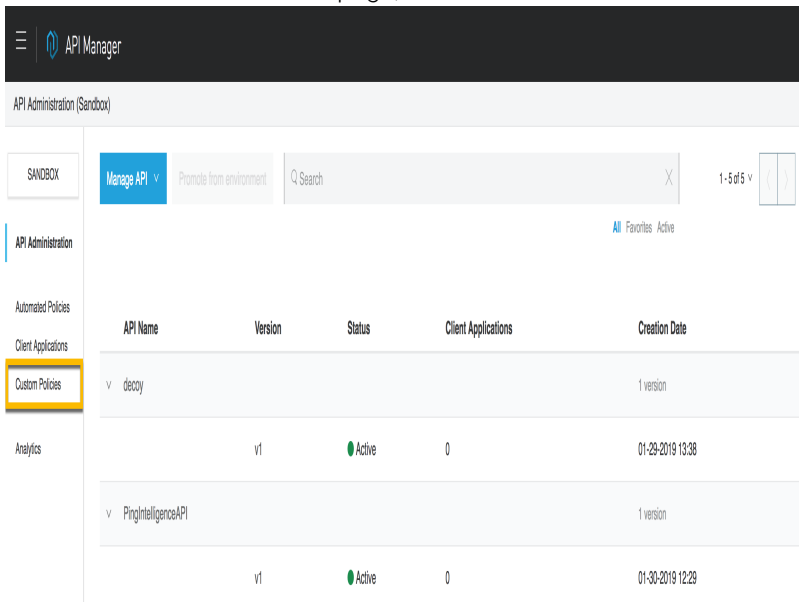 API Manager
API Administration (Sandbox)
SANDBOX
Manage API
Promote from environment
Search
1 - 5 of 5
All Favorites Active
API Administration
Automated Policies
Client Applications
Custom Policies
Analytics
API Name Version Status Client Applications Creation Date
decoy 1 version
v1 Active 0 01-29-2019 13:38
PingIntelligenceAPI 1 version
v1 Active 0 01-30-2019 12:29